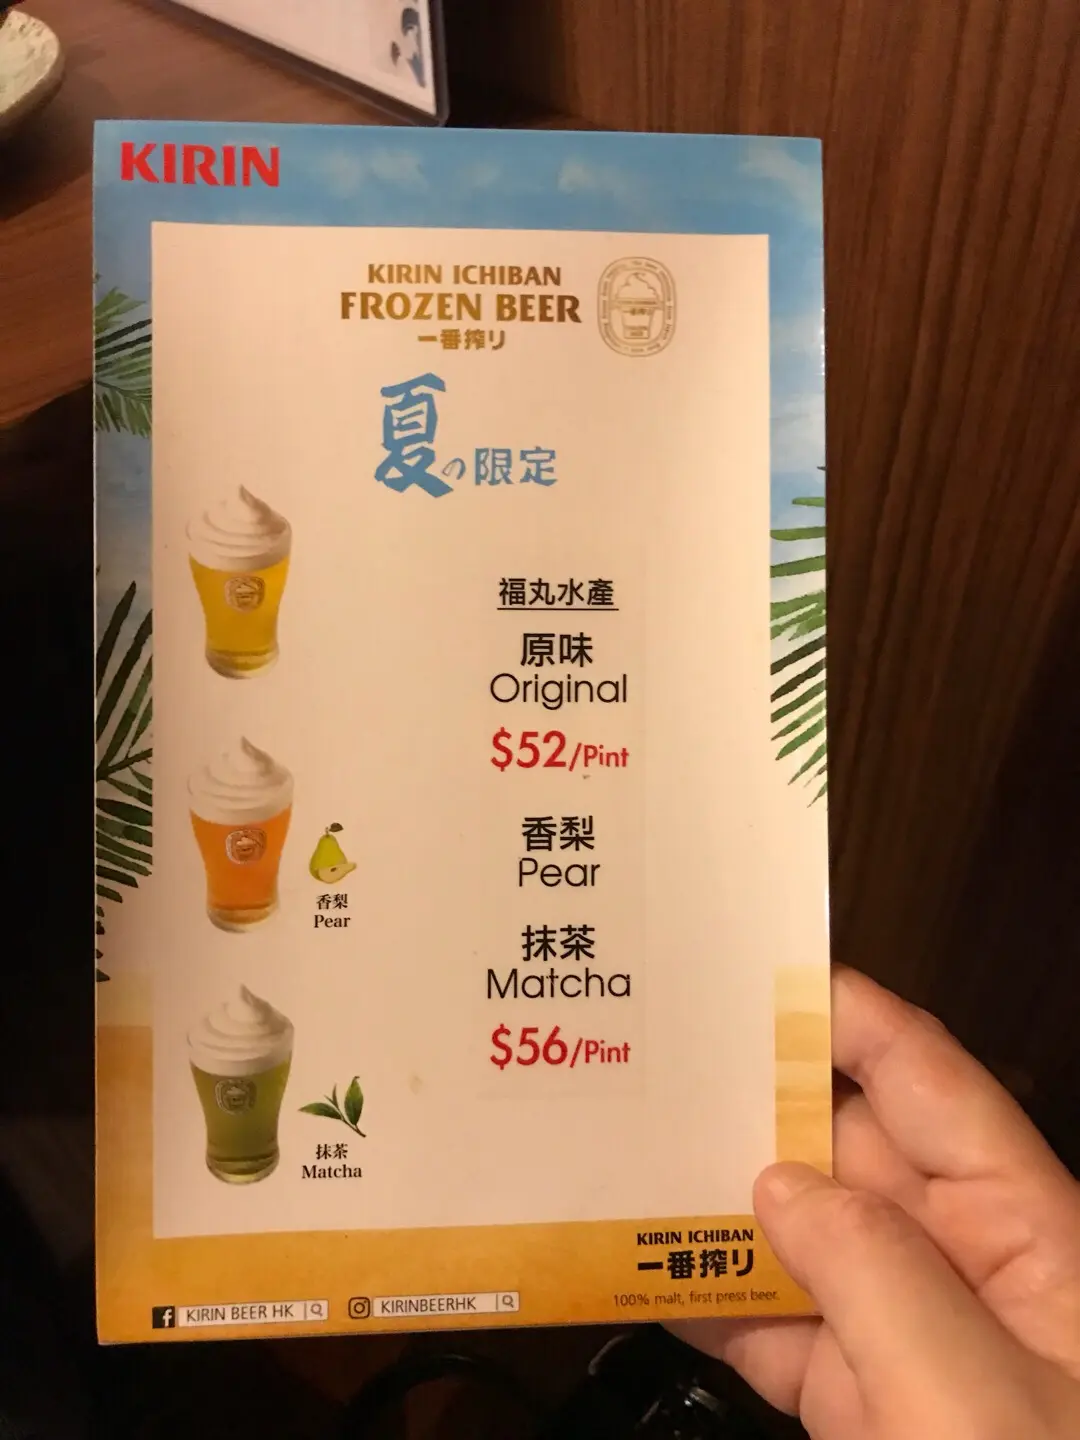 KIRIN
KIRIN ICHIBAN
FROZEN BEER
一番搾り
夏の限定
福丸水產
原味
Original
$52/Pint
香梨
Pear
抹茶
Matcha
$56/Pint
香梨
Pear
抹茶
Matcha
KIRIN ICHIBAN
一番搾り
100% malt, first press beer.
KIRIN BEER HK
KIRINBEERHK